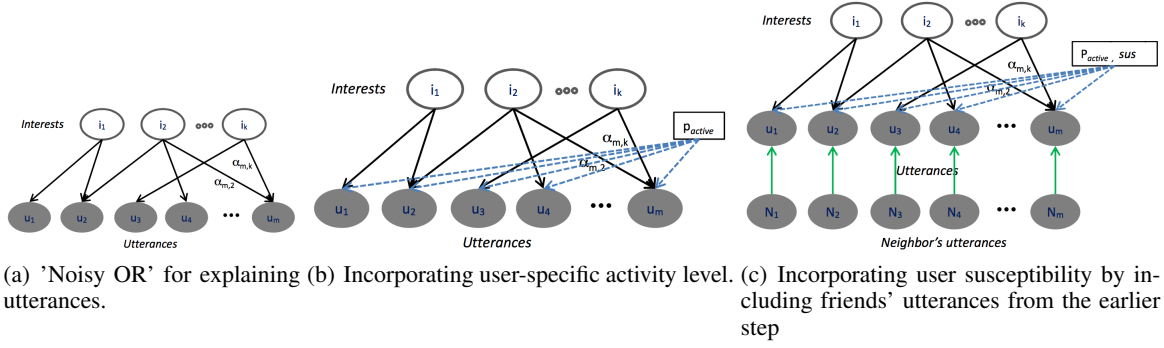 Interests i1 i2 ooo ik
αm,k
αm,2
u1 u2 u3 u4 ••• um
Utterances
(a) 'Noisy OR' for explaining
utterances.
Interests i1 i2 ooo ik
pactive
αm,k
αm,2
u1 u2 u3 u4 ••• um
Utterances
(b) Incorporating user-specific activity level.
Interests i1 i2 ooo ik
Pactive , sus
αm,k
αm,2
u1 u2 u3 u4 ••• um
Utterances
N1 N2 N3 N4 ••• Nm
Neighbor's utterances
(c) Incorporating user susceptibility by in-
cluding friends' utterances from the earlier
step